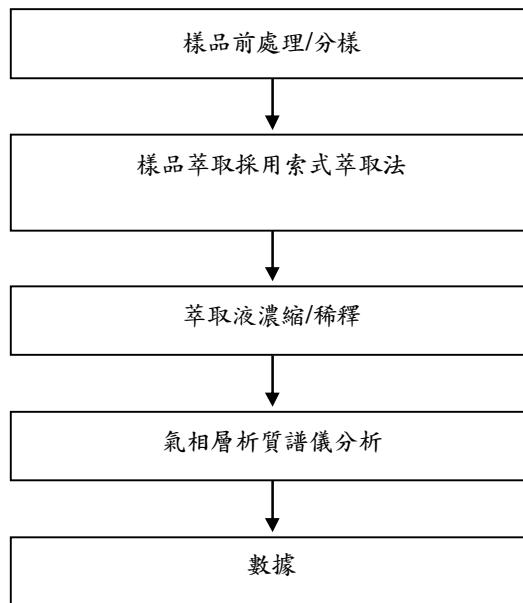 樣品前處理/分樣
樣品萃取採用索式萃取法
萃取液濃縮/稀釋
氣相層析質譜儀分析
數據